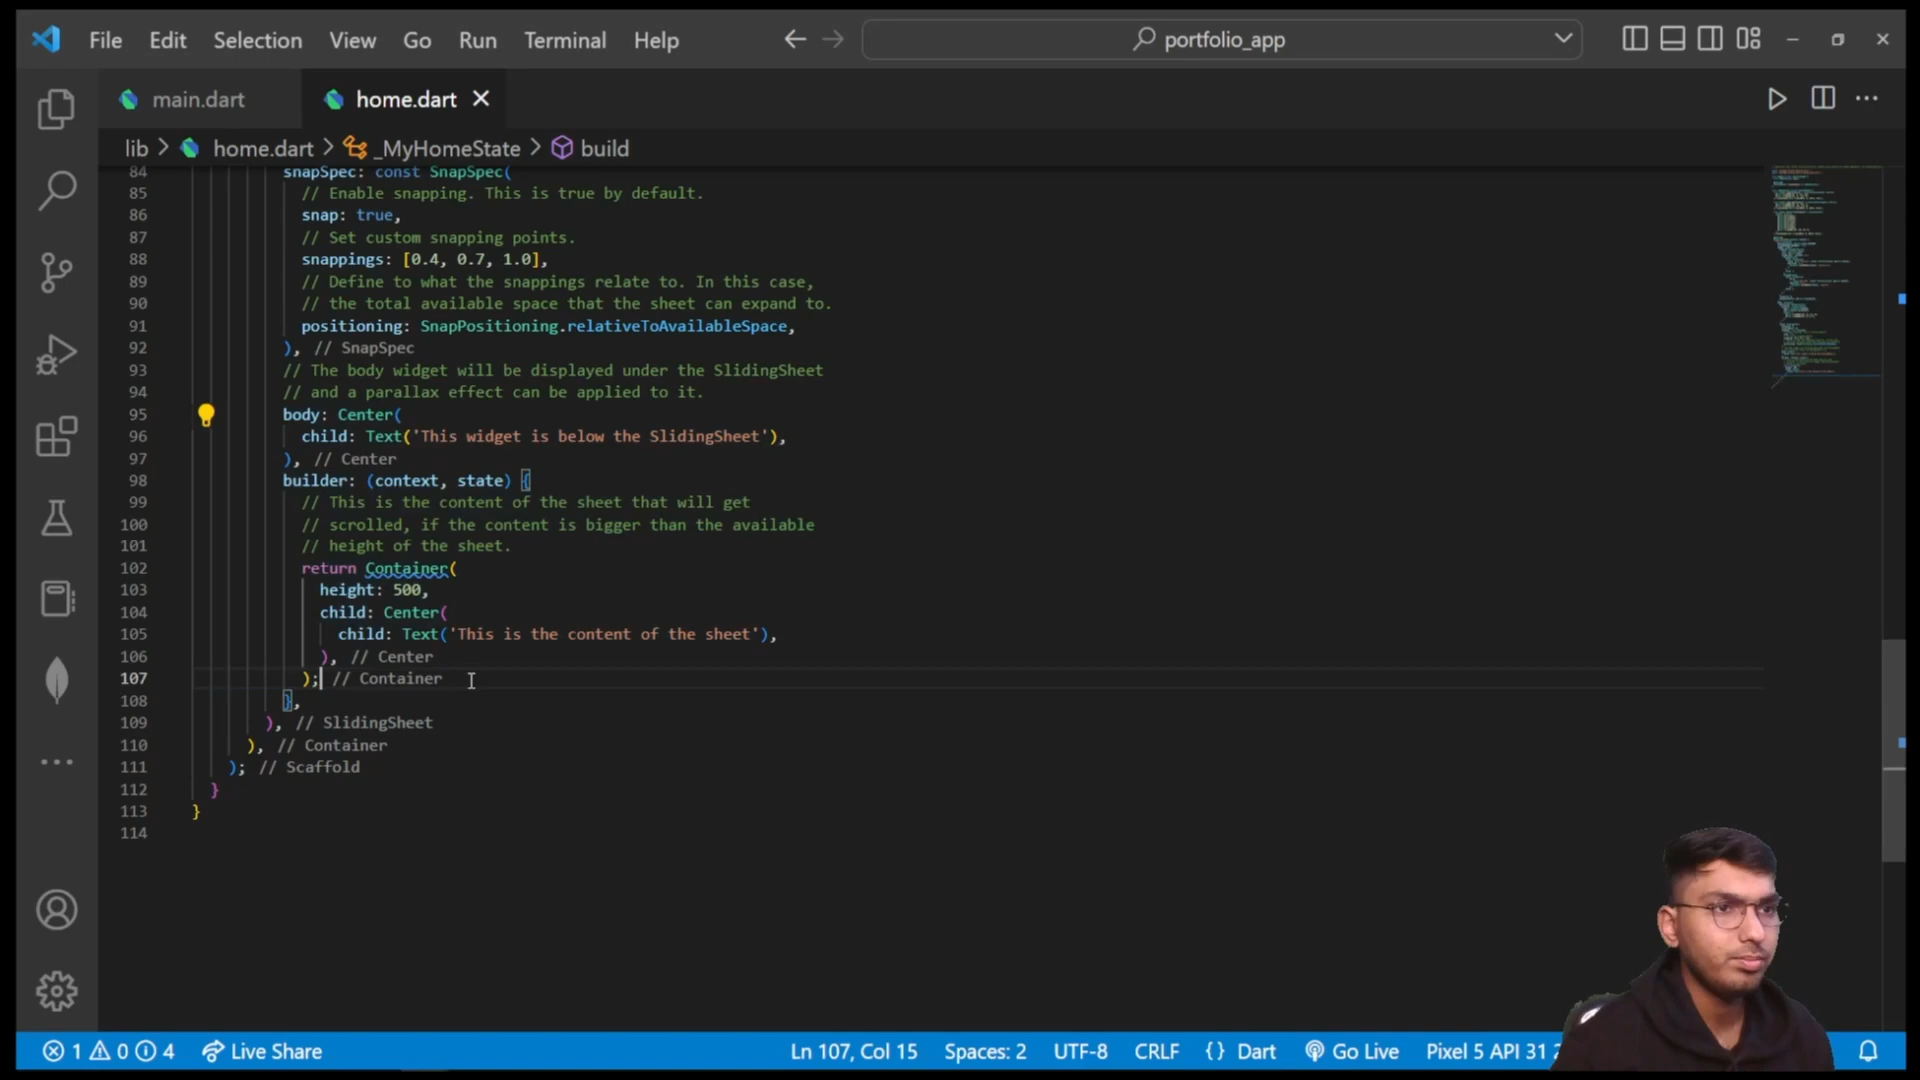 File Edit Selection View Go Run Terminal Help portfolio_app
main.dart home.dart
lib > home.dart > _MyHomeState > build
84 snapSpec: const SnapSpec(
85 // Enable snapping. This is true by default.
86 snap: true,
87 // Set custom snapping points.
88 snappings: [0.4, 0.7, 1.0],
89 // Define to what the snappings relate to. In this case,
90 // the total available space that the sheet can expand to.
91 positioning: SnapPositioning.relativeToAvailableSpace,
92 ), // SnapSpec
93 // The body widget will be displayed under the SlidingSheet
94 // and a parallax effect can be applied to it.
95 body: Center(
96 child: Text('This widget is below the SlidingSheet'),
97 ), // Center
98 builder: (context, state) {
99 // This is the content of the sheet that will get
100 // scrolled, if the content is bigger than the available
101 // height of the sheet.
102 return Container(
103 height: 500,
104 child: Center(
105 child: Text('This is the content of the sheet'),
106 ), // Center
107 ); // Container
108 },
109 ), // SlidingSheet
110 ), // Container
111 ); // Scaffold
112 }
113 }
114
1 0 4 Live Share Ln 107, Col 15 Spaces: 2 UTF-8 CRLF {} Dart Go Live Pixel 5 API 31